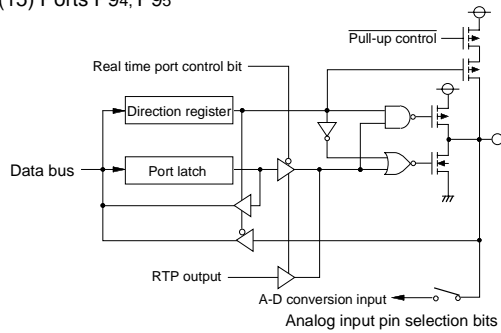 (15) Ports P94, P95
Pull-up control
Real time port control bit
Direction register
Data bus
Port latch
RTP output
A-D conversion input
Analog input pin selection bits